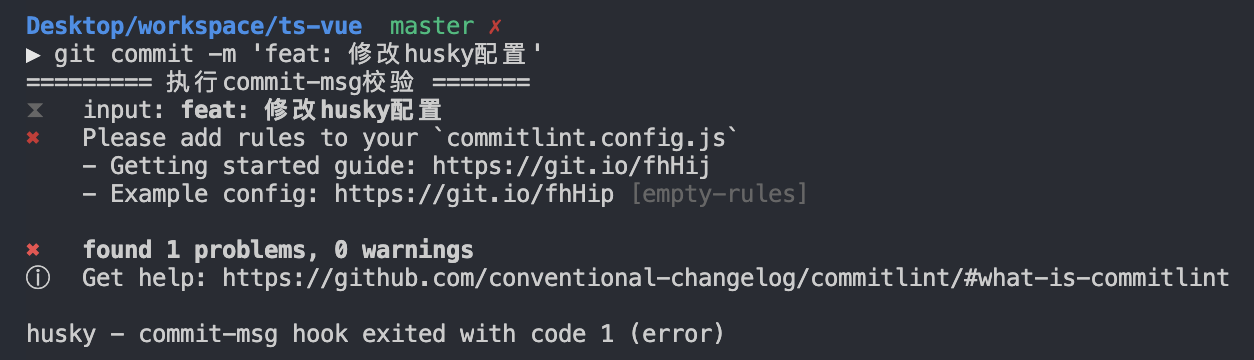 Desktop/workspace/ts-vue master ✗
▶ git commit -m 'feat: 修改husky配置'
========= 执行commit-msg校验 =======
⧗ input: feat: 修改husky配置
✖ Please add rules to your `commitlint.config.js`
- Getting started guide: https://git.io/fhHij
- Example config: https://git.io/fhHip [empty-rules]
✖ found 1 problems, 0 warnings
ⓘ Get help: https://github.com/conventional-changelog/commitlint/#what-is-commitlint
husky - commit-msg hook exited with code 1 (error)